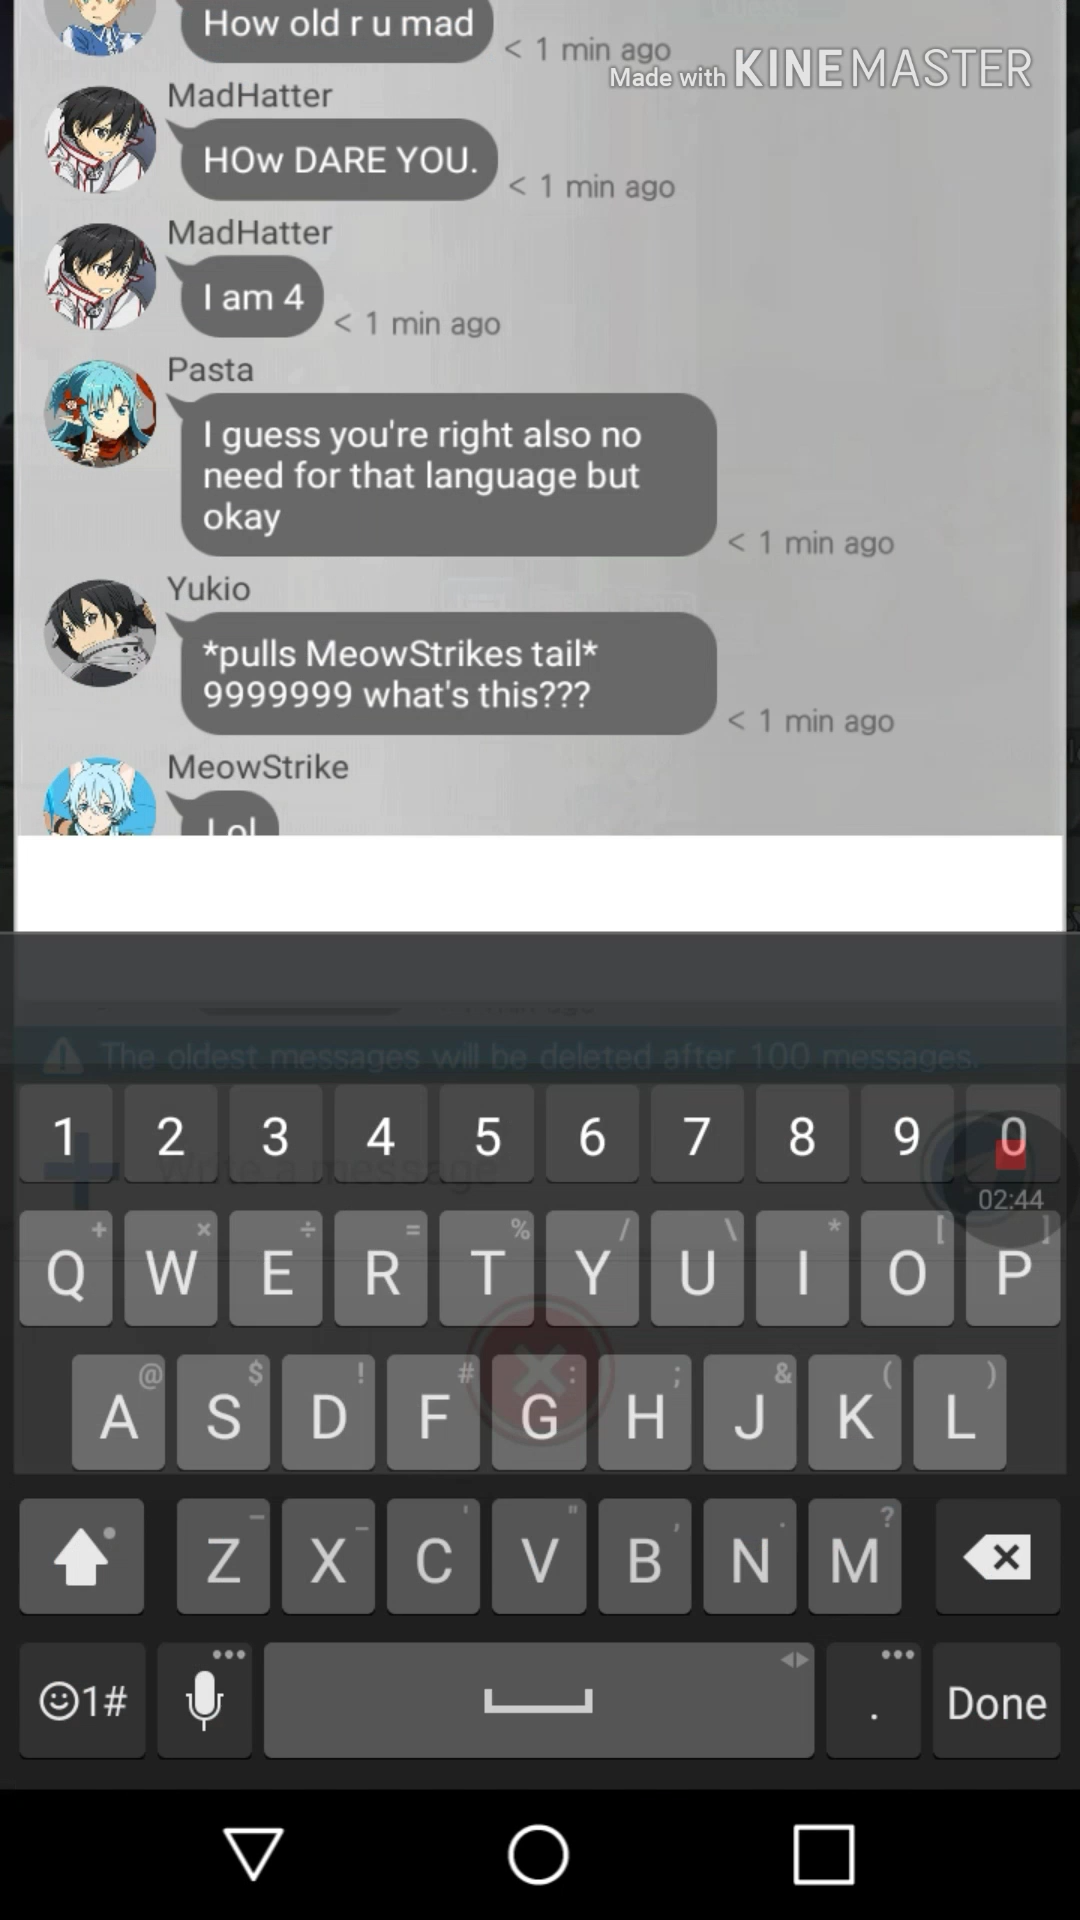 How old r u mad
< 1 min ago
Made with KINEMASTER
MadHatter
HOw DARE YOU.
< 1 min ago
MadHatter
I am 4
< 1 min ago
Pasta
I guess you're right also no
need for that language but
okay
< 1 min ago
Yukio
*pulls MeowStrikes tail*
9999999 what's this???
< 1 min ago
MeowStrike
Lol
The oldest messages will be deleted after 100 messages.
1 2 3 4 5 6 7 8 9 0
Write a message
02:44
+ × ÷ = % / \ * [ ]
Q W E R T Y U I O P
@ $ ! # : ; & ( )
A S D F G H J K L
– _ ' " , . ?
Z X C V B N M
1# . Done